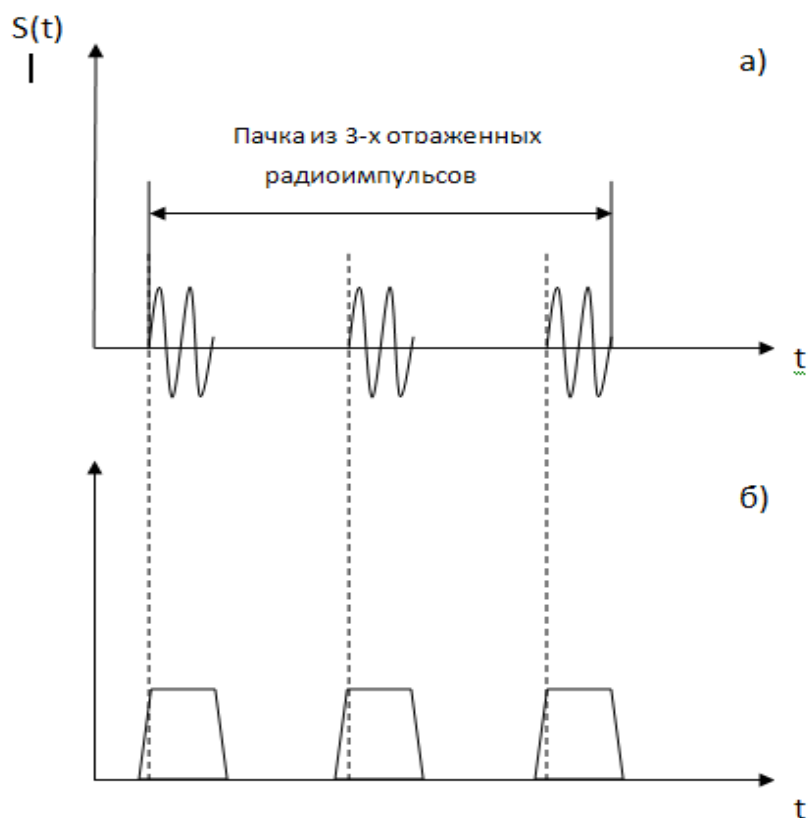 S(t)
а)
Пачка из 3-х отраженных
радиоимпульсов
t
б)
t